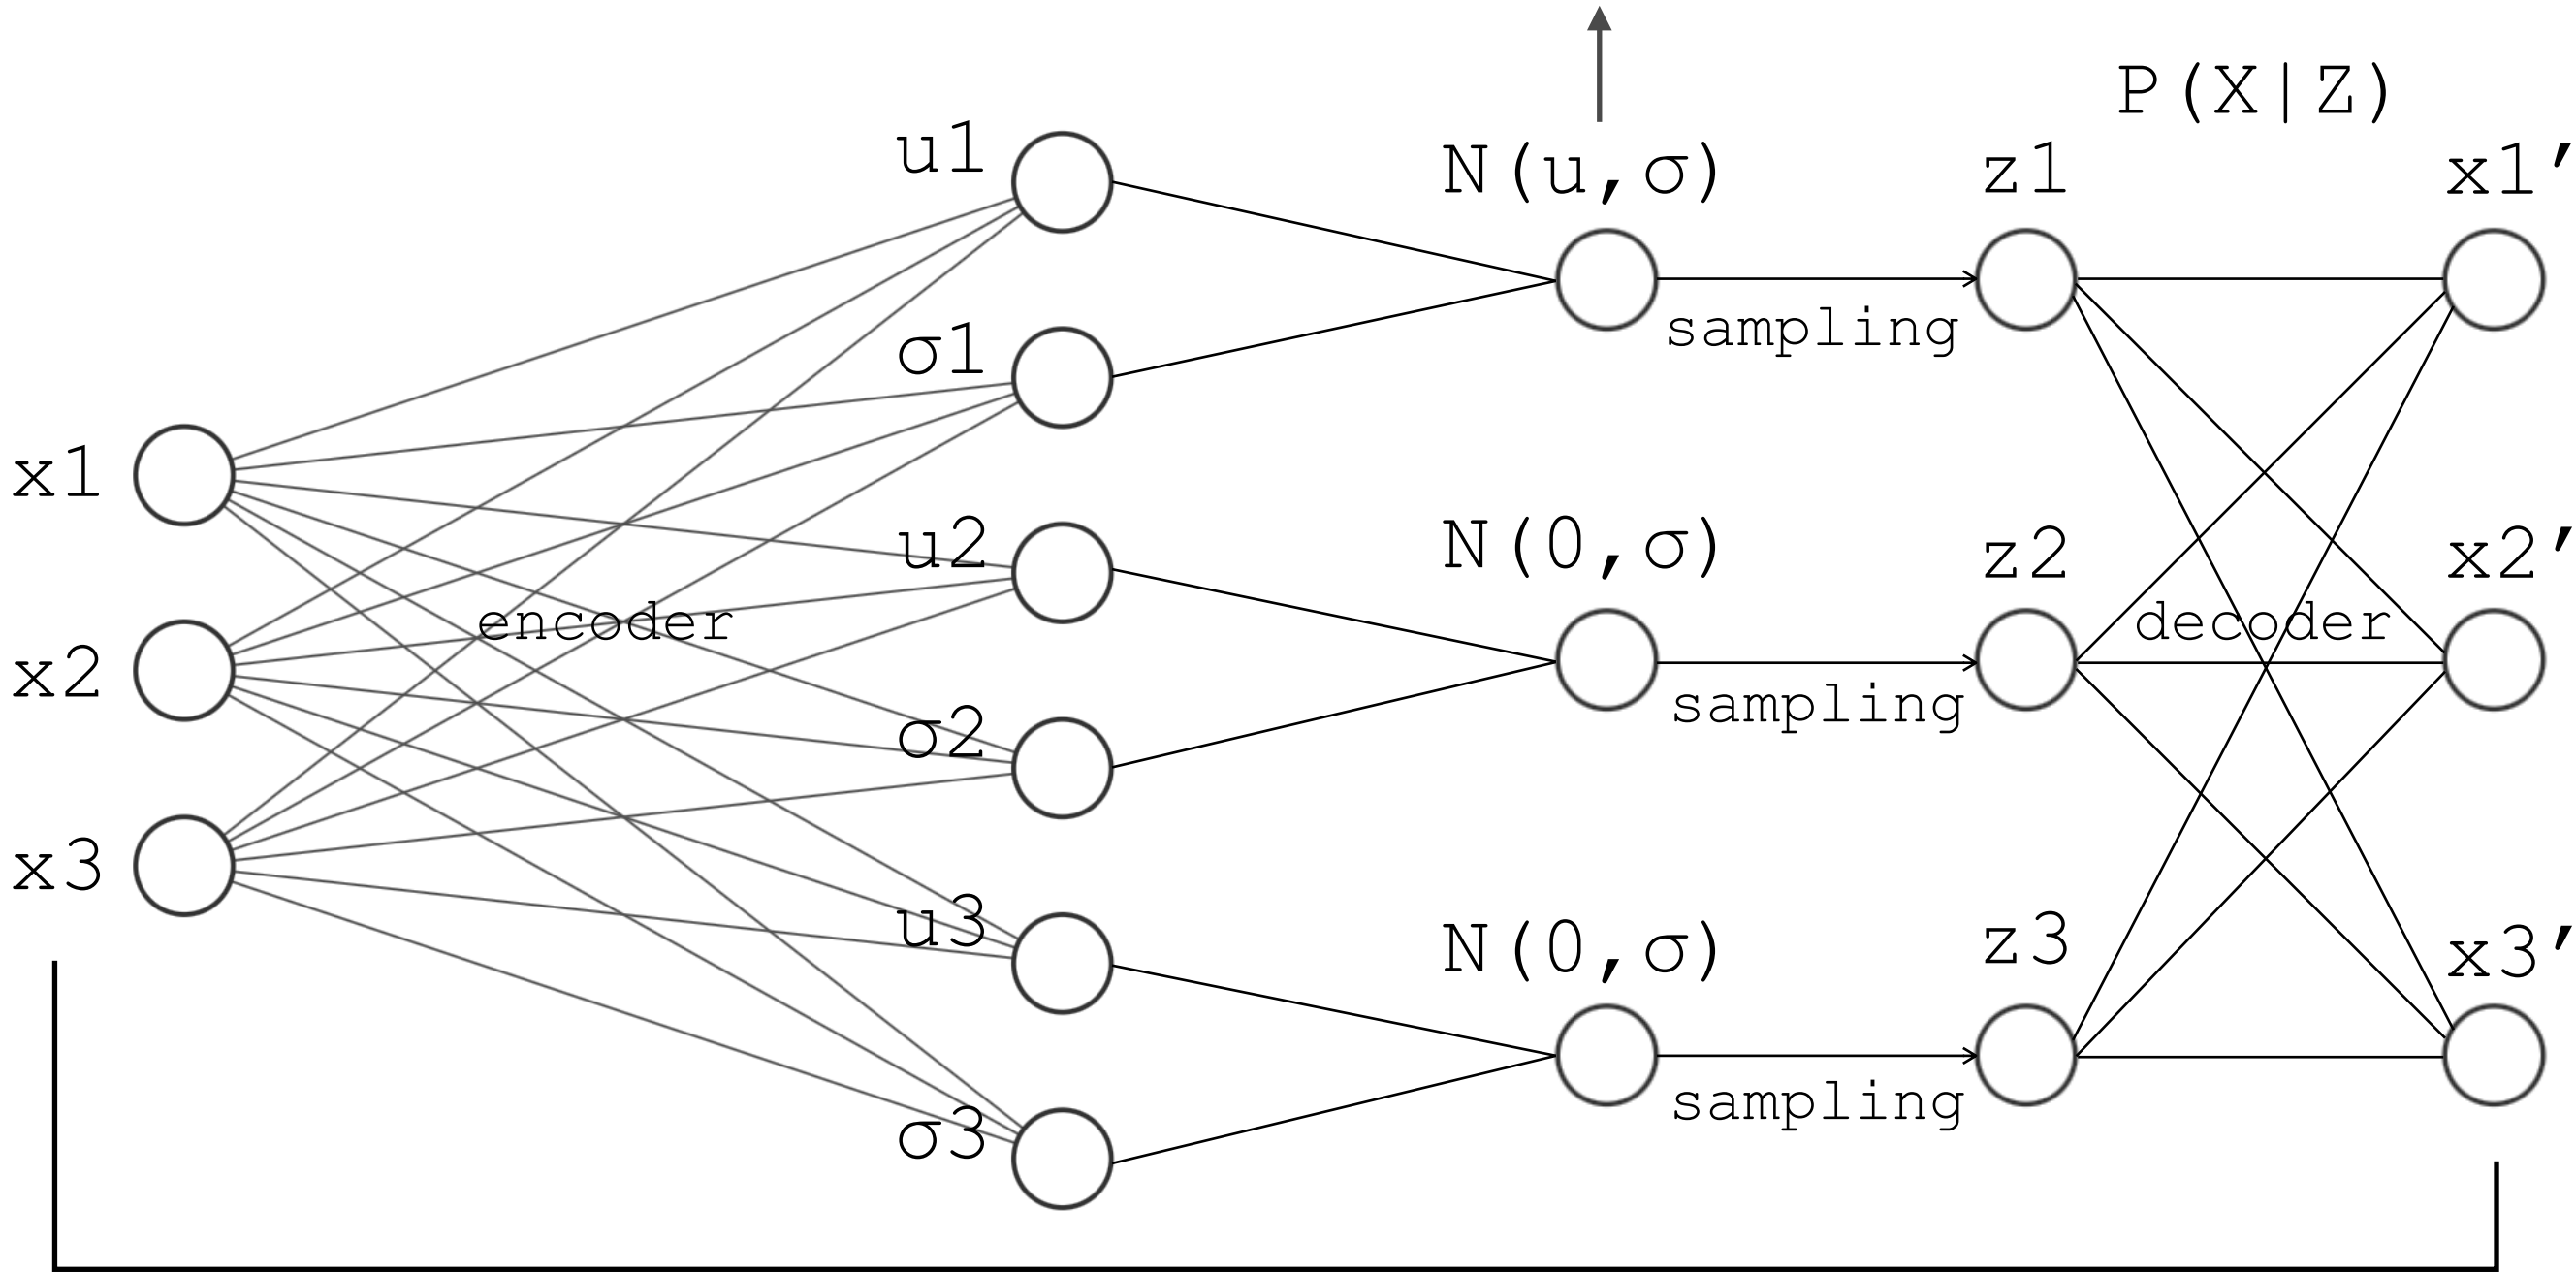 P(X|Z)
u1
N(u,σ)
z1
x1′
sampling
σ1
x1
u2
N(0,σ)
z2
x2′
encoder
decoder
x2
σ2
sampling
x3
u3
N(0,σ)
z3
x3′
sampling
σ3